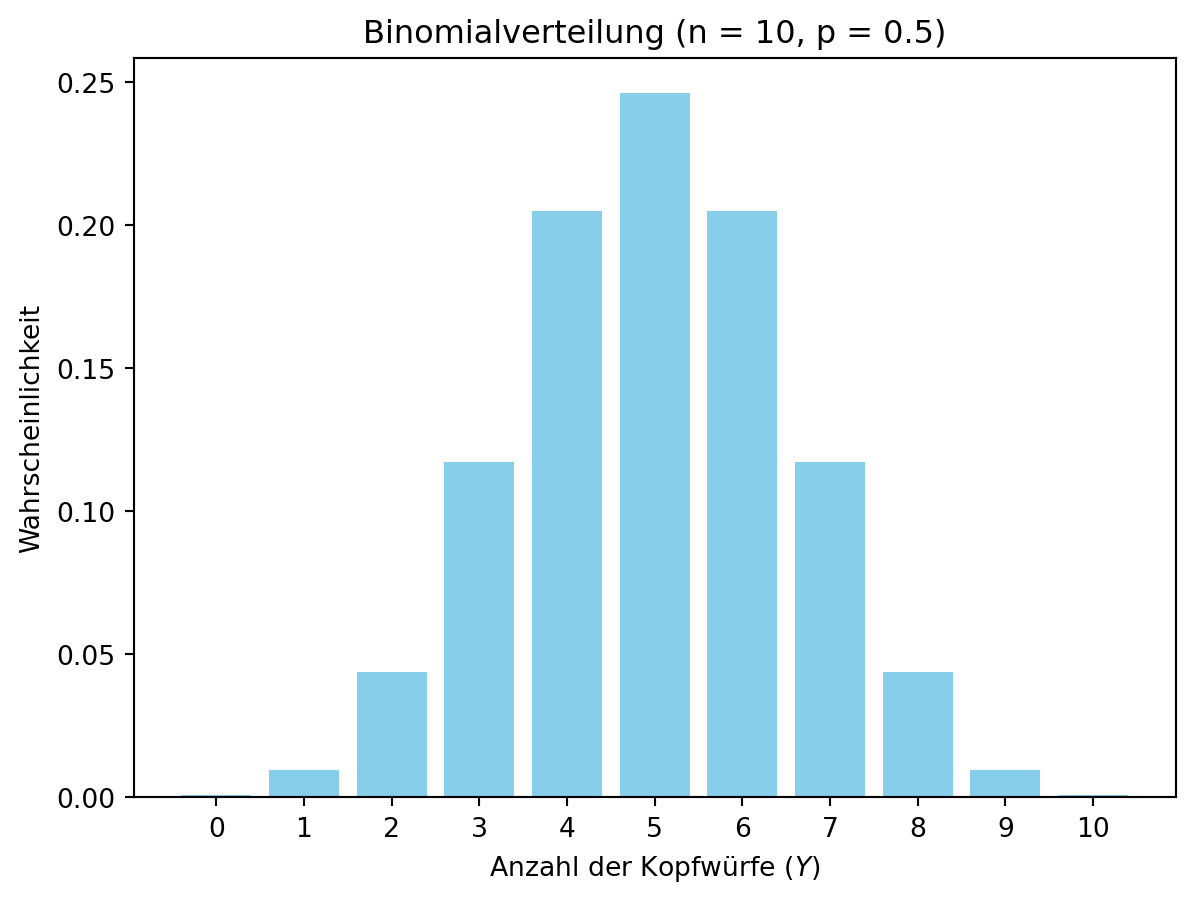 Binomialverteilung (n = 10, p = 0.5)
Wahrscheinlichkeit
0.25
0.20
0.15
0.10
0.05
0.00
0 1 2 3 4 5 6 7 8 9 10
Anzahl der Kopfwürfe (Y)